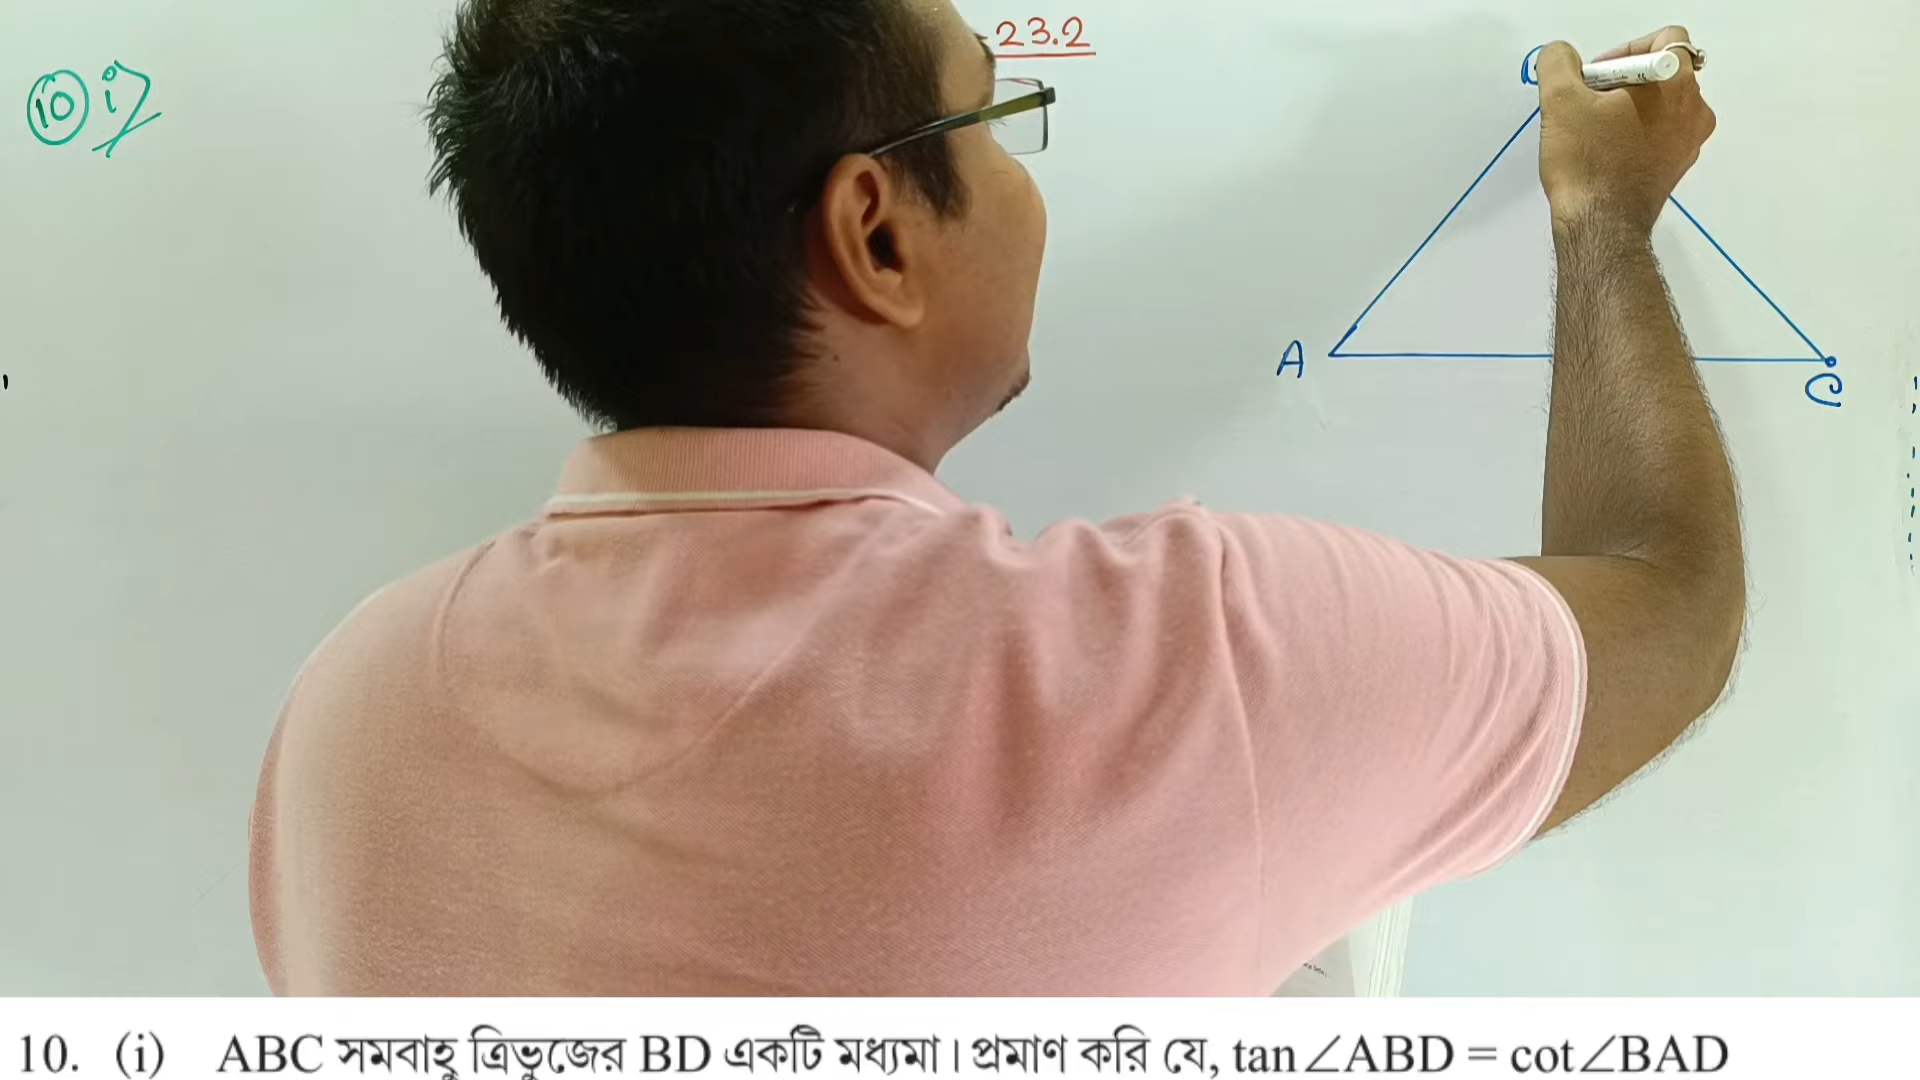 23.2
10 i)
A
C
10. (i) ABC সমবাহু ত্রিভুজের BD একটি মধ্যমা। প্রমাণ করি যে, tan∠ABD = cot∠BAD